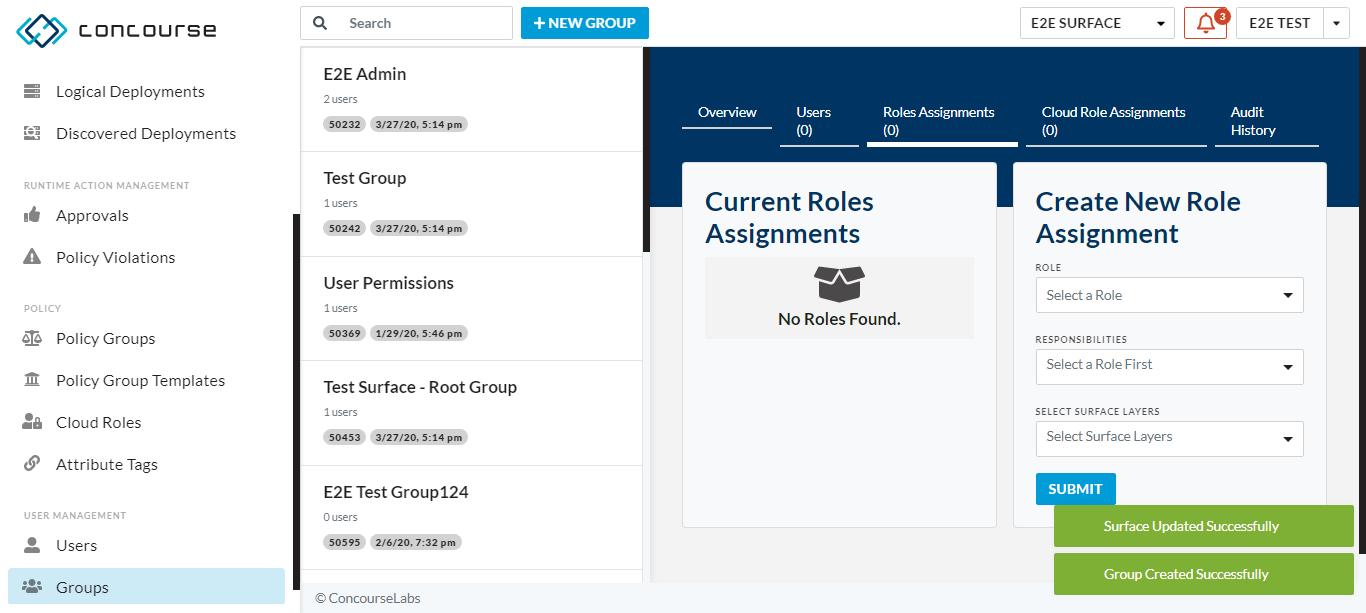 concourse
Search
+ NEW GROUP
E2E SURFACE
3
E2E TEST
Logical Deployments
Discovered Deployments
RUNTIME ACTION MANAGEMENT
Approvals
Policy Violations
POLICY
Policy Groups
Policy Group Templates
Cloud Roles
Attribute Tags
USER MANAGEMENT
Users
Groups
E2E Admin
2 users
50232 3/27/20, 5:14 pm
Test Group
1 users
50242 3/27/20, 5:14 pm
User Permissions
1 users
50369 1/29/20, 5:46 pm
Test Surface - Root Group
1 users
50453 3/27/20, 5:14 pm
E2E Test Group124
0 users
50595 2/6/20, 7:32 pm
© ConcourseLabs
Overview
Users
(0)
Roles Assignments
(0)
Cloud Role Assignments
(0)
Audit
History
Current Roles
Assignments
No Roles Found.
Create New Role
Assignment
ROLE
Select a Role
RESPONSIBILITIES
Select a Role First
SELECT SURFACE LAYERS
Select Surface Layers
SUBMIT
Surface Updated Successfully
Group Created Successfully